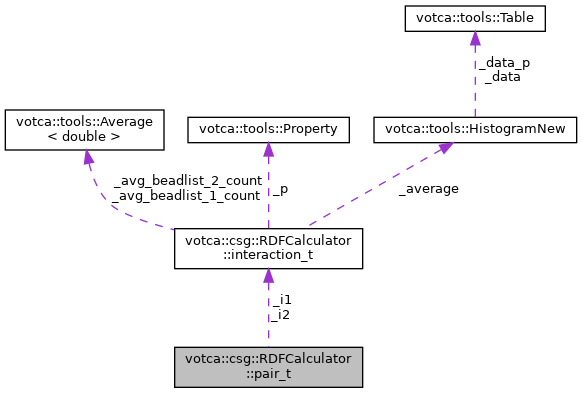 votca::tools::Table
_data_p
_data
votca::tools::Average
< double >
votca::tools::Property
votca::tools::HistogramNew
_avg_beadlist_2_count
_avg_beadlist_1_count
_p
_average
votca::csg::RDFCalculator
::interaction_t
_i1
_i2
votca::csg::RDFCalculator
::pair_t